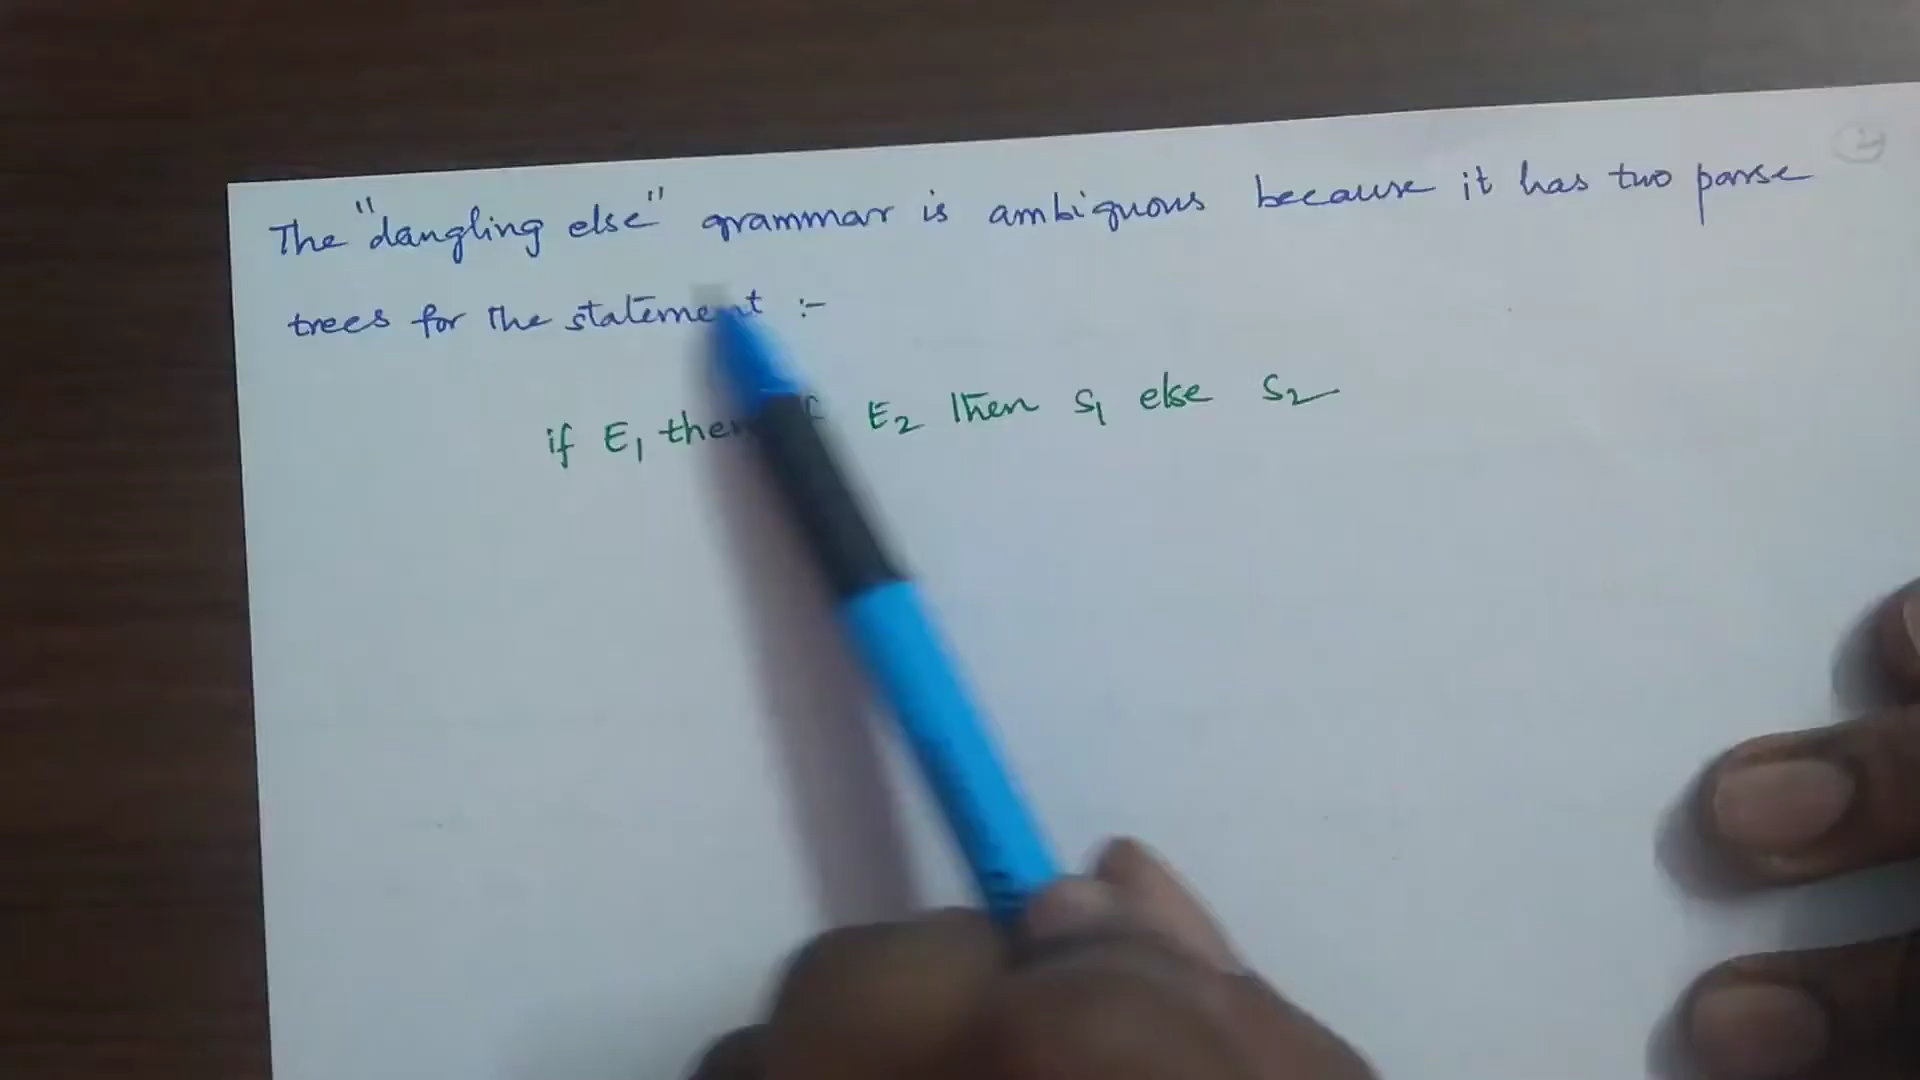 The "dangling else" grammar is ambiguous because it has two parse
trees for the statement :-
if E1 then E2 then S1 else S2